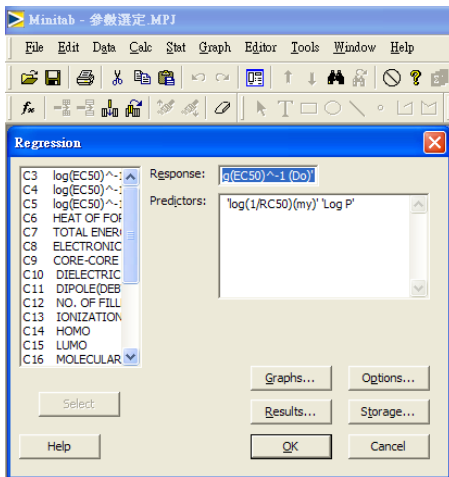 Minitab - 參數選定.MPJ
File Edit Data Calc Stat Graph Editor Tools Window Help
Regression
C3 log(EC50)^-:
C4 log(EC50)^-:
C5 log(EC50)^-:
C6 HEAT OF FOR
C7 TOTAL ENER
C8 ELECTRONIC
C9 CORE-CORE
C10 DIELECTRIC
C11 DIPOLE(DEB
C12 NO. OF FILL
C13 IONIZATION
C14 HOMO
C15 LUMO
C16 MOLECULAR
Select
Help
Response: g(EC50)^-1 (Do)'
Predictors: 'log(1/RC50)(my)' 'Log P'
Graphs... Options...
Results... Storage...
OK Cancel